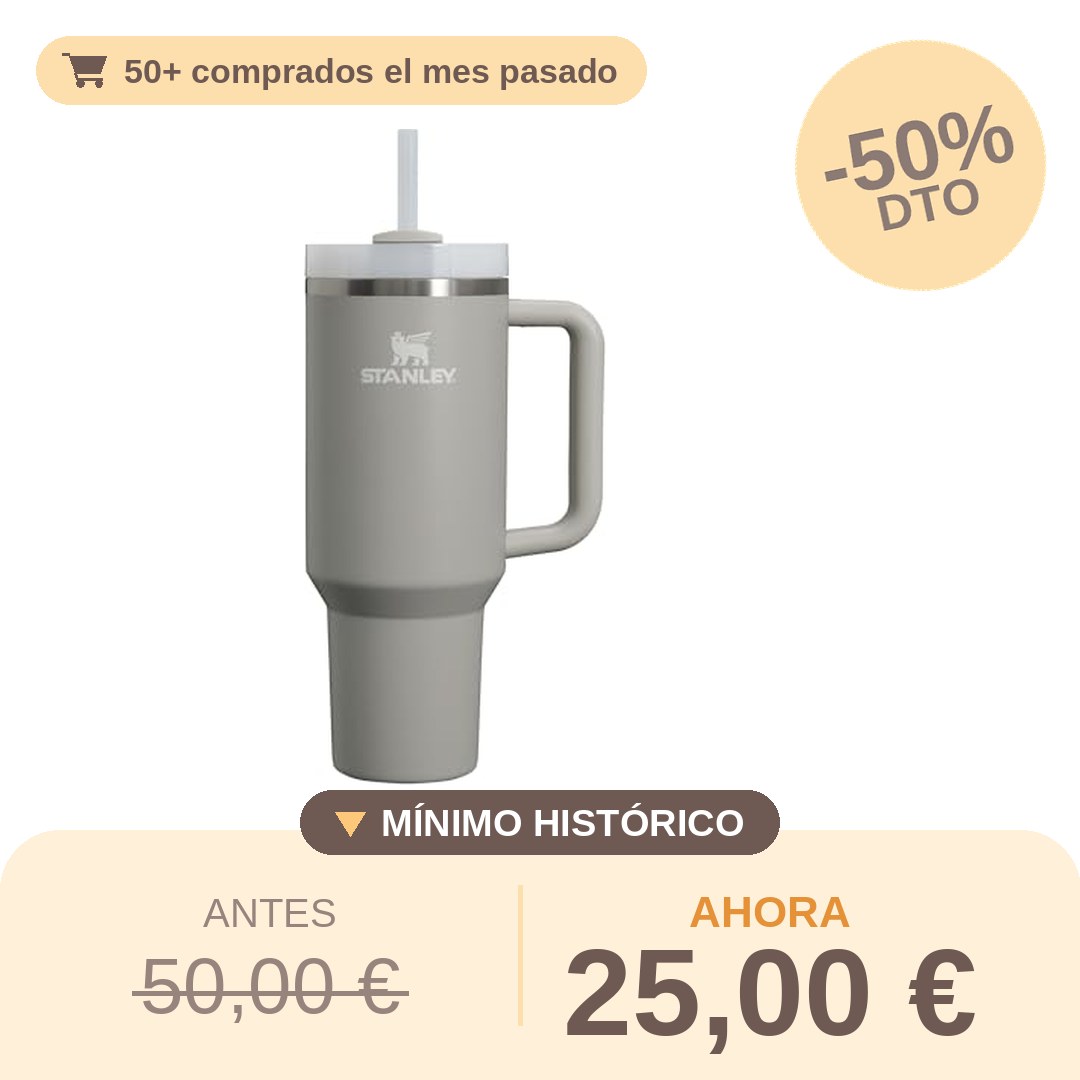 50+ comprados el mes pasado
-50%
DTO
STANLEY
MÍNIMO HISTÓRICO
ANTES
50,00 €
AHORA
25,00 €